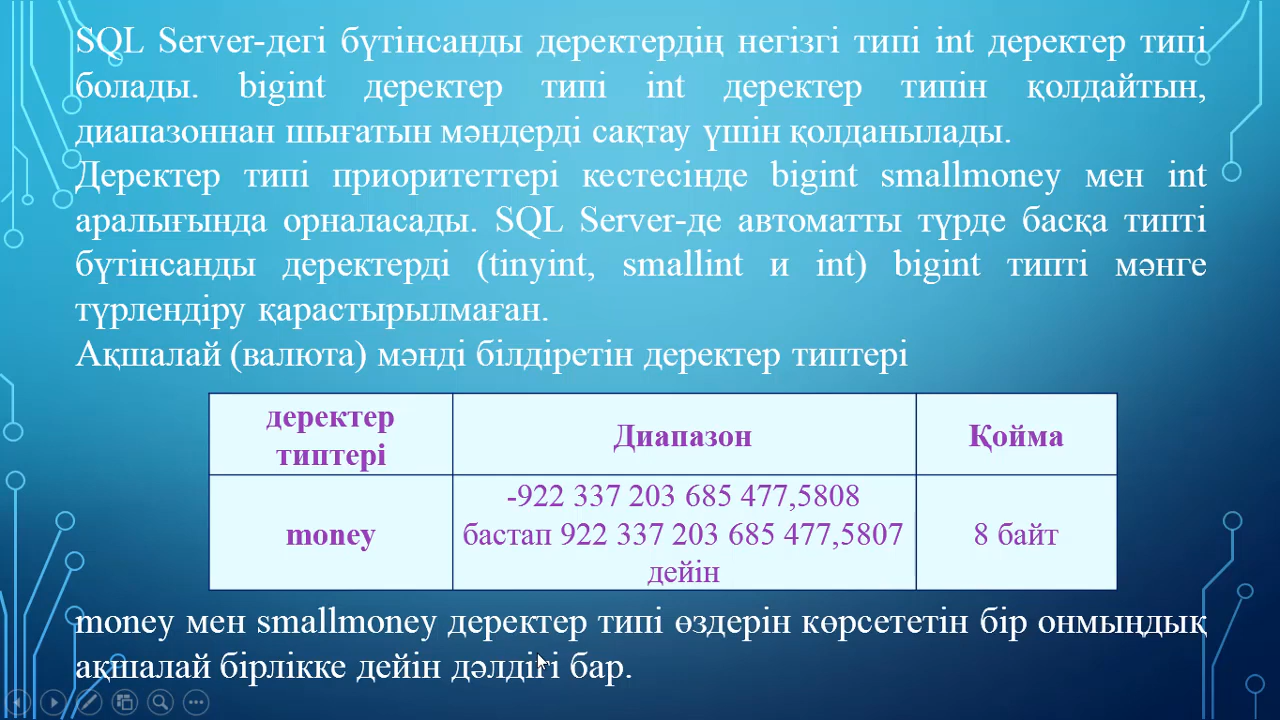 SQL Server-дегі бүтінсанды деректердің негізгі типі int деректер типі
болады. bigint деректер типі int деректер типін қолдайтын,
диапазоннан шығатын мәндерді сақтау үшін қолданылады.
Деректер типі приоритеттері кестесінде bigint smallmoney мен int
аралығында орналасады. SQL Server-де автоматты түрде басқа типті
бүтінсанды деректерді (tinyint, smallint и int) bigint типті мәнге
түрлендіру қарастырылмаған.
Ақшалай (валюта) мәнді білдіретін деректер типтері
деректер
типтері
Диапазон
Қойма
money
-922 337 203 685 477,5808
бастап 922 337 203 685 477,5807
дейін
8 байт
money мен smallmoney деректер типі өздерін көрсететін бір онмыңдық
ақшалай бірлікке дейін дәлдігі бар.